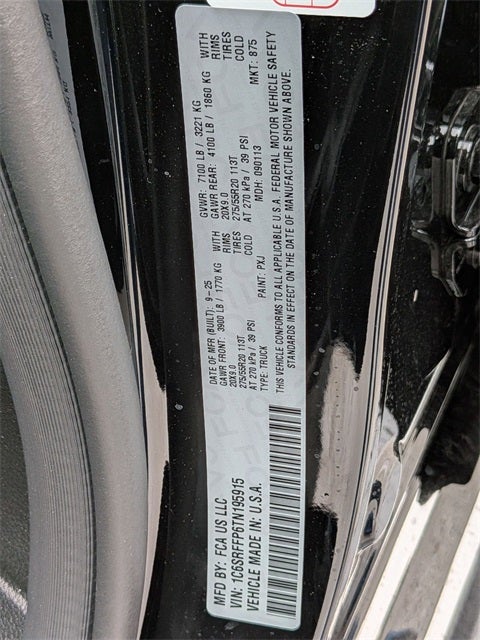 MFD BY: FCA US LLC
DATE OF MFR (BUILT): 9-25
GVWR: 7100 LB / 3221 KG
GAWR FRONT: 3900 LB / 1770 KG WITH
GAWR REAR: 4100 LB / 1860 KG WITH
20X9.0 RIMS
20X9.0 RIMS
275/55R20 113T TIRES
275/55R20 113T TIRES
AT 270 kPa / 39 PSI COLD
AT 270 kPa / 39 PSI COLD
VIN: 1C6SRFFP6TN195915
TYPE: TRUCK
PAINT: PXJ
MDH: 090113
MKT: 875
VEHICLE MADE IN: U.S.A.
THIS VEHICLE CONFORMS TO ALL APPLICABLE U.S.A. FEDERAL MOTOR VEHICLE SAFETY
STANDARDS IN EFFECT ON THE DATE OF MANUFACTURE SHOWN ABOVE.